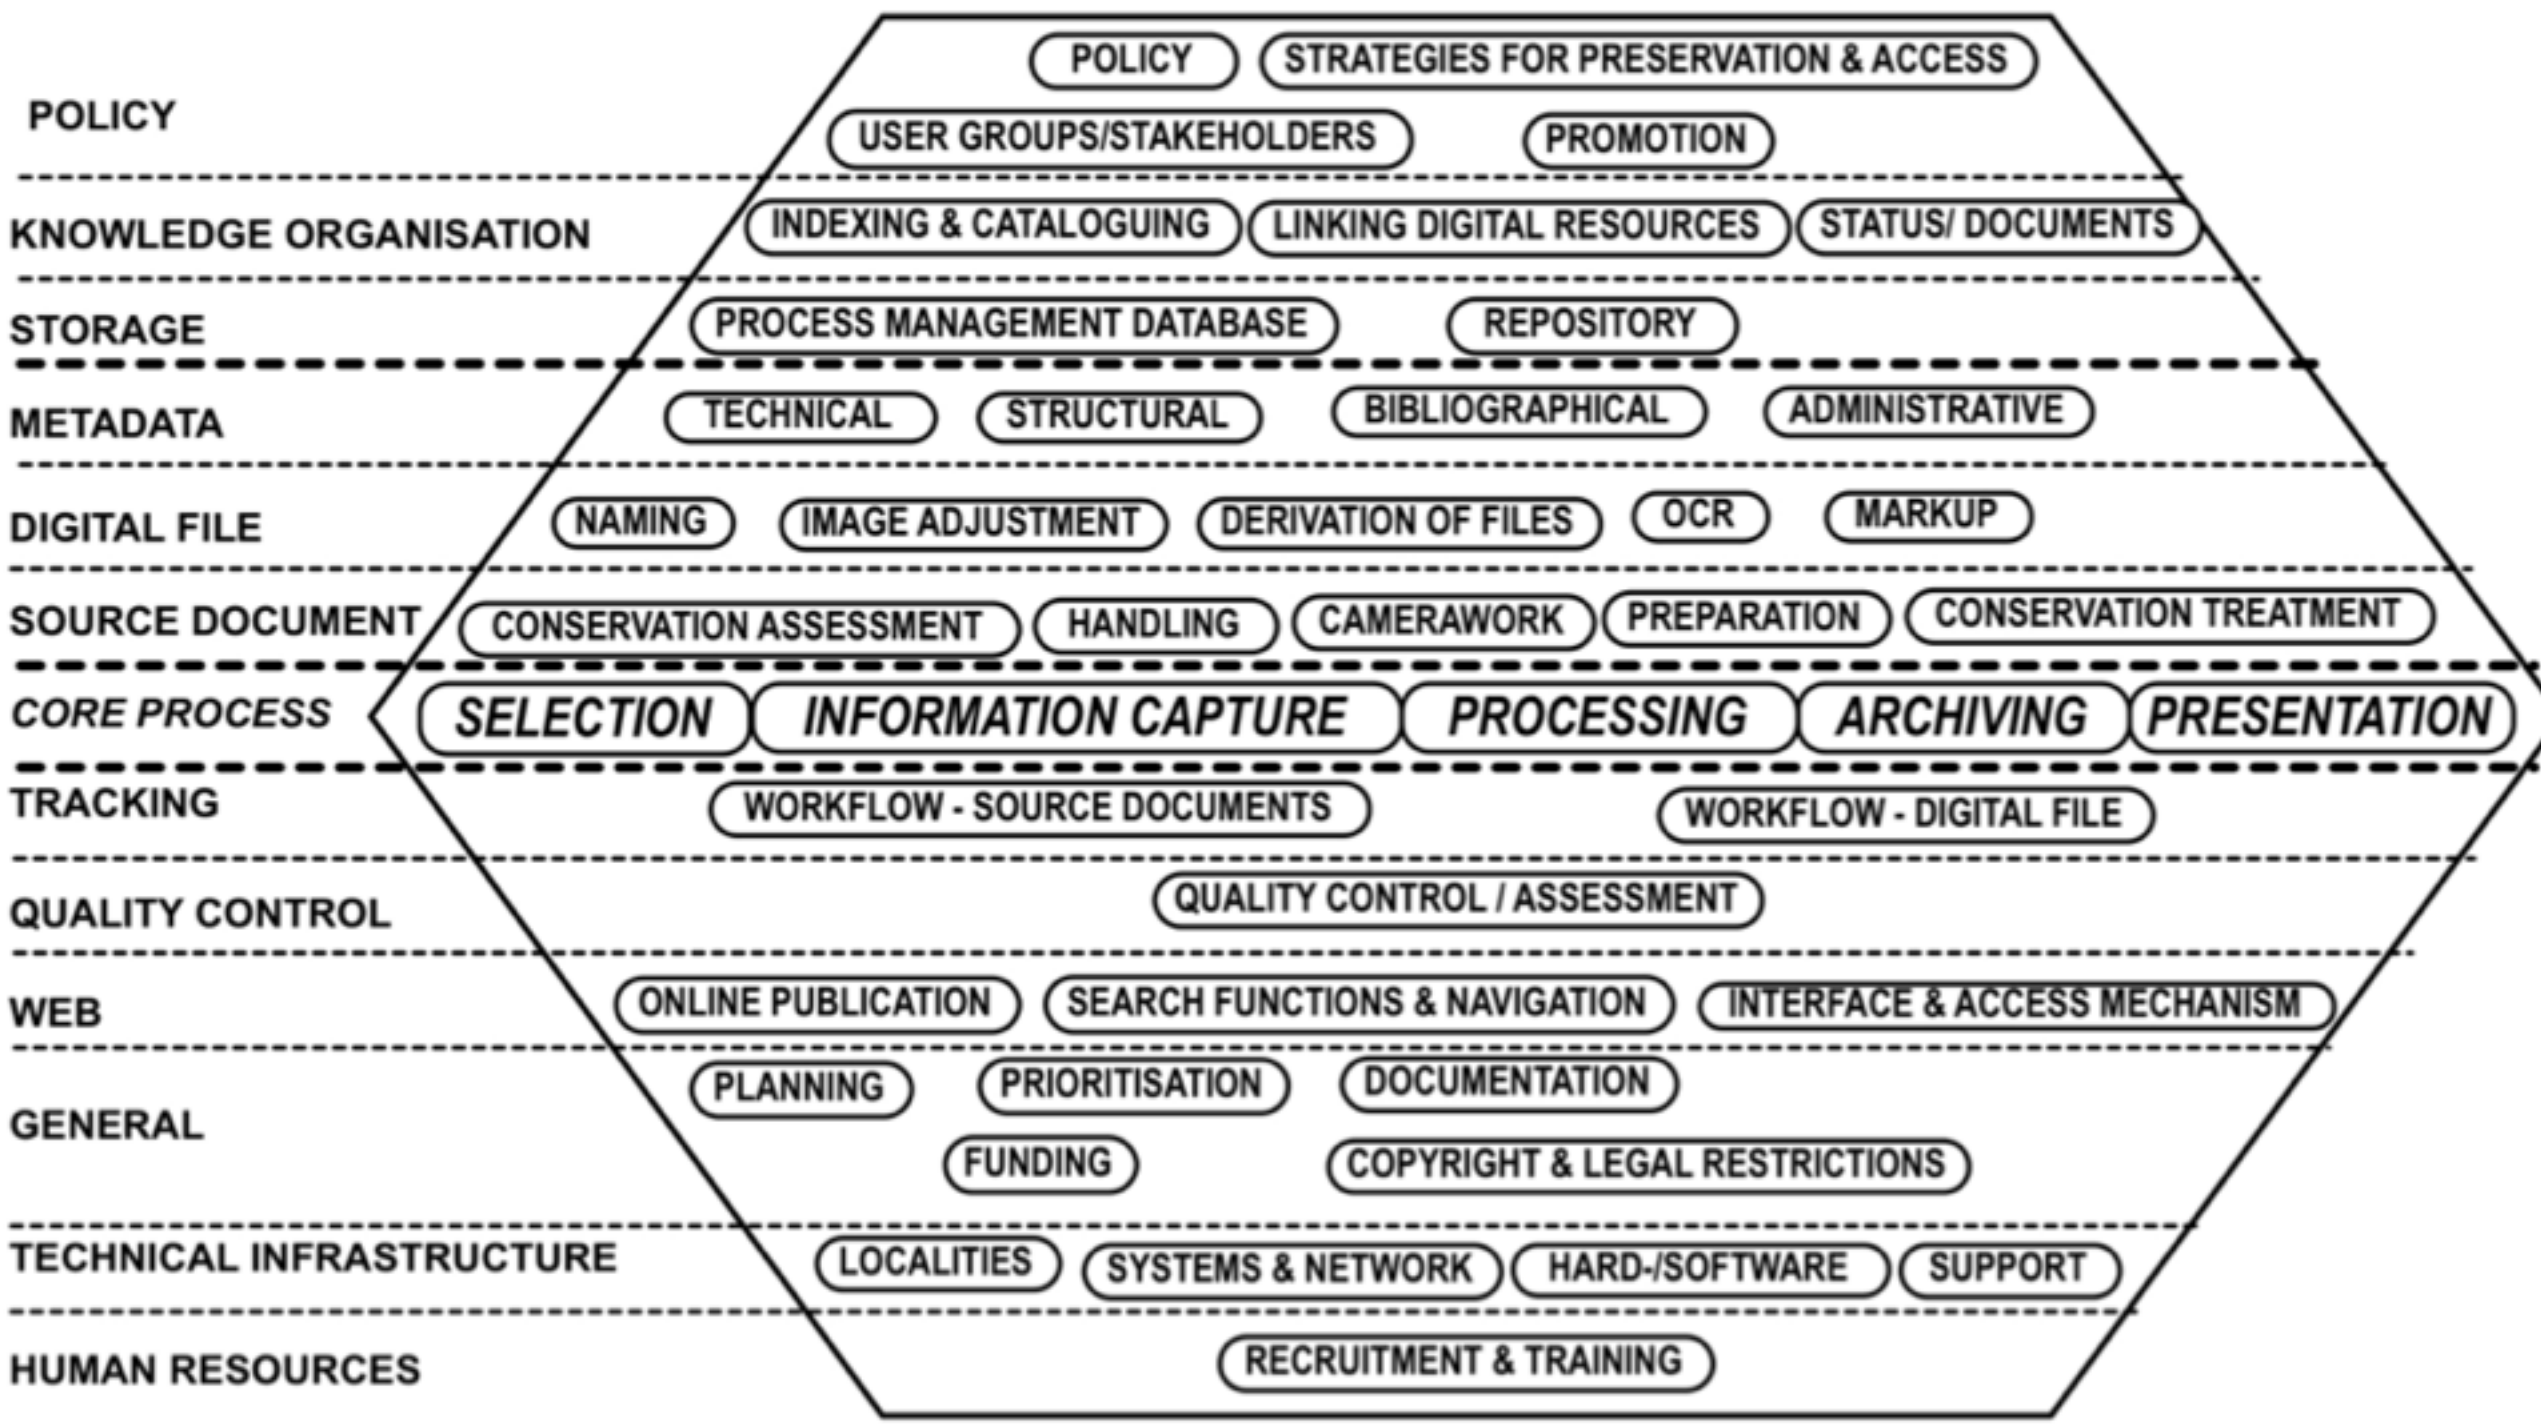 POLICY STRATEGIES FOR PRESERVATION & ACCESS
POLICY
USER GROUPS/STAKEHOLDERS PROMOTION
KNOWLEDGE ORGANISATION INDEXING & CATALOGUING LINKING DIGITAL RESOURCES STATUS/ DOCUMENTS
STORAGE PROCESS MANAGEMENT DATABASE REPOSITORY
METADATA TECHNICAL STRUCTURAL BIBLIOGRAPHICAL ADMINISTRATIVE
DIGITAL FILE NAMING IMAGE ADJUSTMENT DERIVATION OF FILES OCR MARKUP
SOURCE DOCUMENT CONSERVATION ASSESSMENT HANDLING CAMERAWORK PREPARATION CONSERVATION TREATMENT
CORE PROCESS SELECTION INFORMATION CAPTURE PROCESSING ARCHIVING PRESENTATION
TRACKING WORKFLOW - SOURCE DOCUMENTS WORKFLOW - DIGITAL FILE
QUALITY CONTROL QUALITY CONTROL / ASSESSMENT
WEB ONLINE PUBLICATION SEARCH FUNCTIONS & NAVIGATION INTERFACE & ACCESS MECHANISM
PLANNING PRIORITISATION DOCUMENTATION
GENERAL
FUNDING COPYRIGHT & LEGAL RESTRICTIONS
TECHNICAL INFRASTRUCTURE LOCALITIES SYSTEMS & NETWORK HARD-/SOFTWARE SUPPORT
HUMAN RESOURCES RECRUITMENT & TRAINING